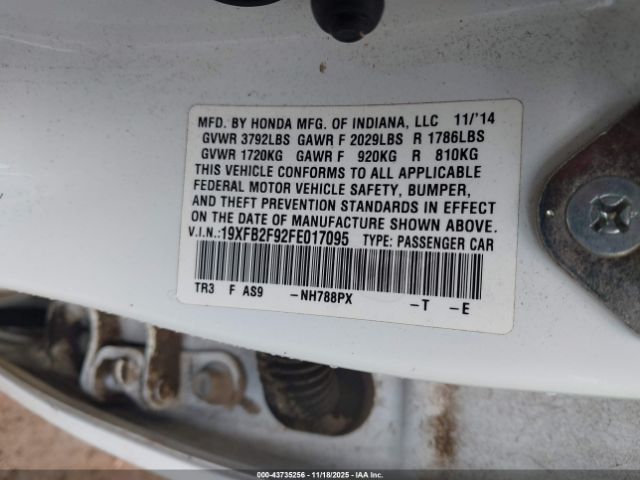 MFD. BY HONDA MFG. OF INDIANA, LLC 11/'14
GVWR 3792LBS GAWR F 2029LBS R 1786LBS
GVWR 1720KG GAWR F 920KG R 810KG
THIS VEHICLE CONFORMS TO ALL APPLICABLE
FEDERAL MOTOR VEHICLE SAFETY, BUMPER,
AND THEFT PREVENTION STANDARDS IN EFFECT
ON THE DATE OF MANUFACTURE SHOWN ABOVE.
V.I.N.:19XFB2F92FE017095 TYPE: PASSENGER CAR
TR3 F AS9 -NH788PX -T -E
000-43735256 - 11/18/2025 - IAA, Inc.